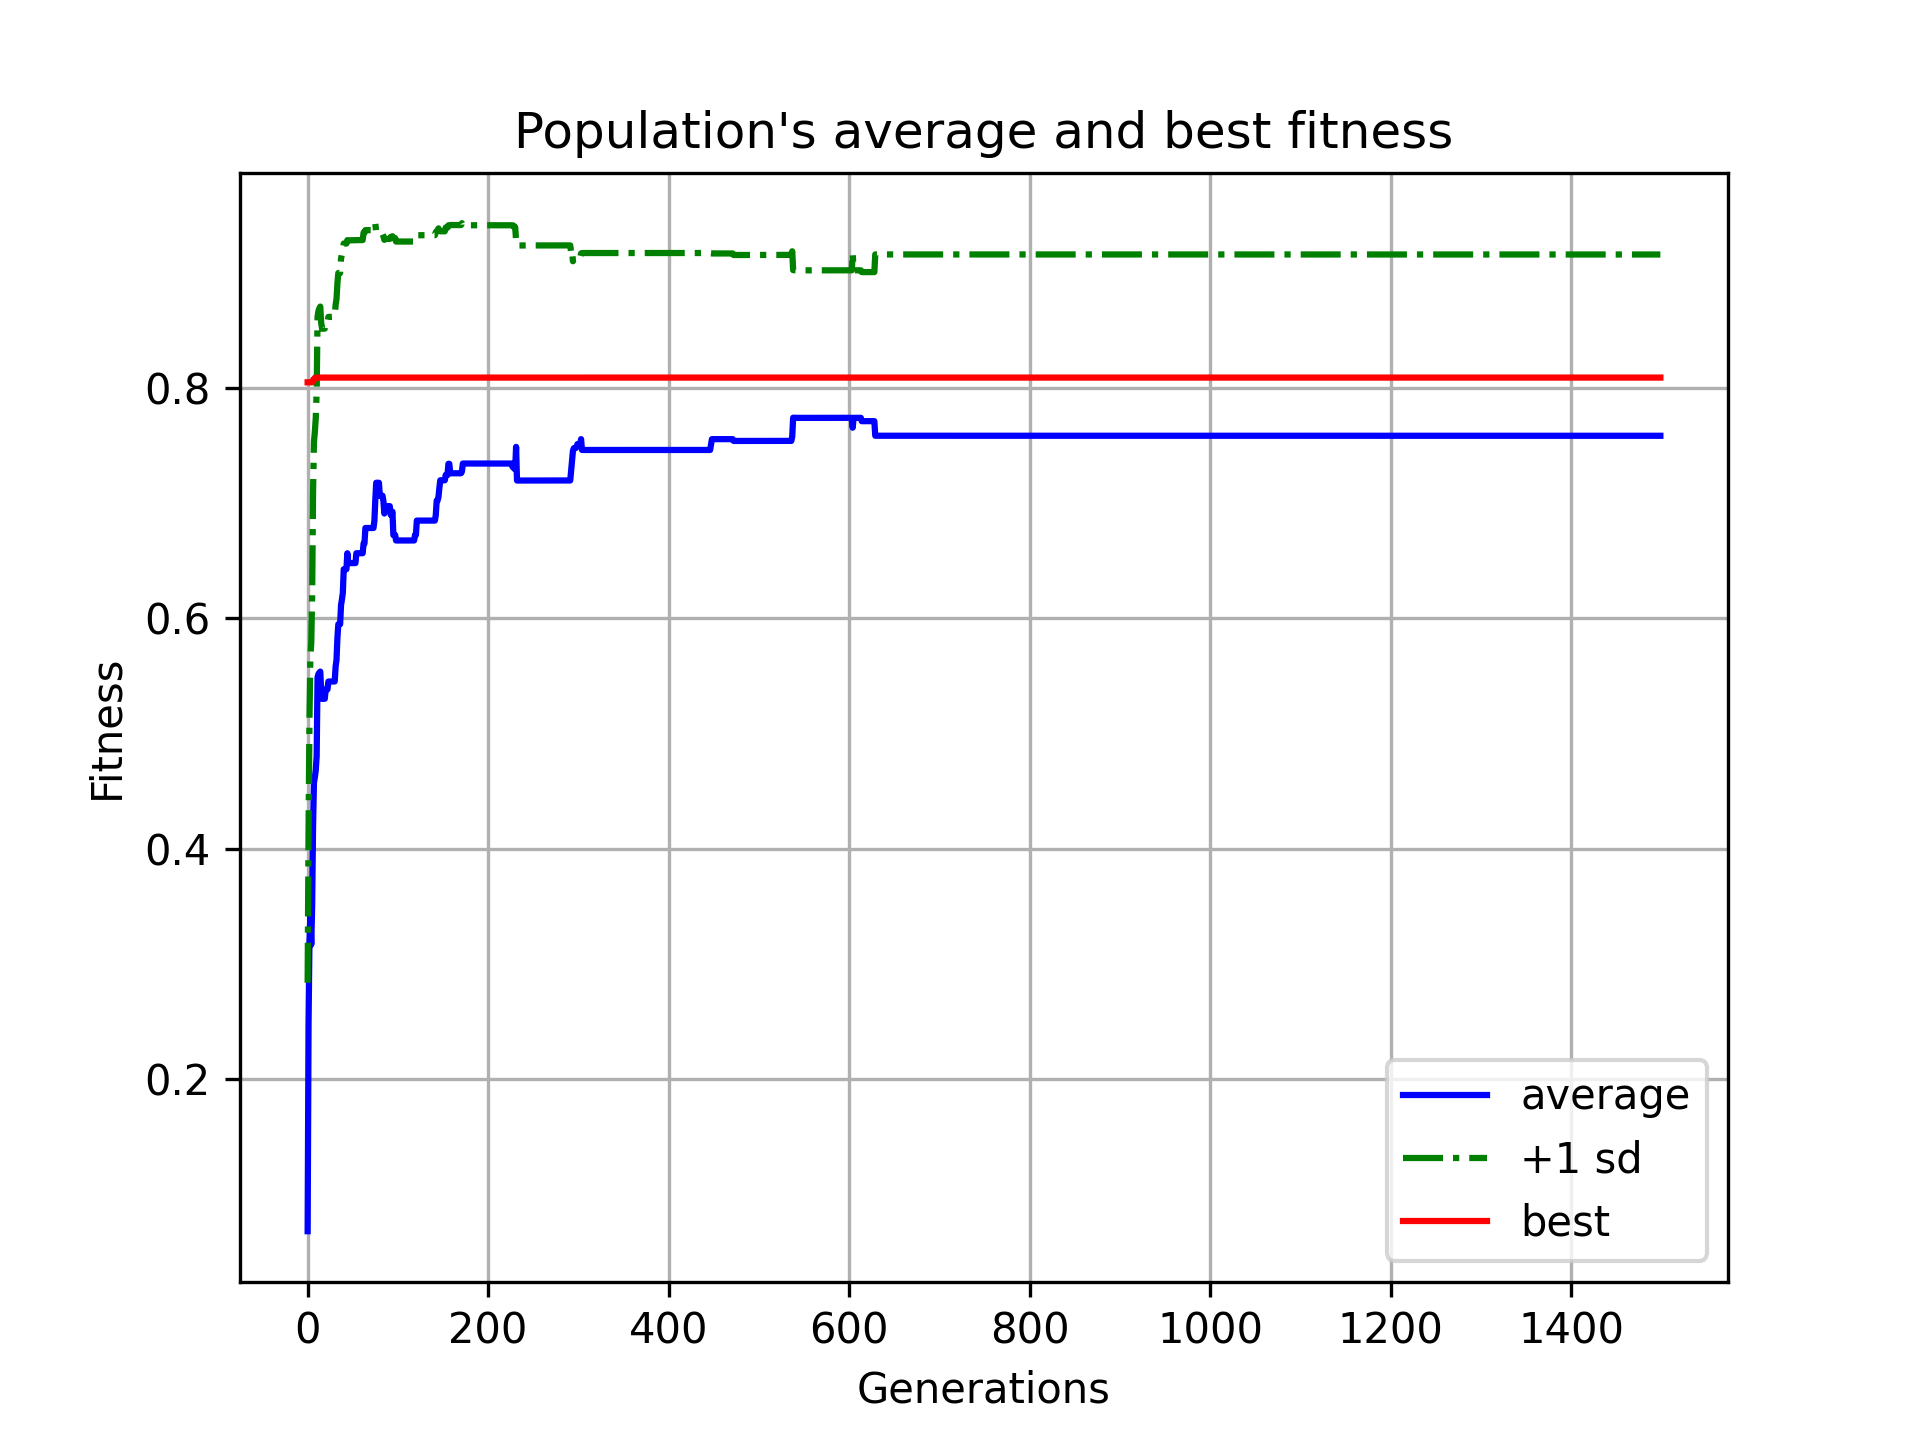 Population's average and best fitness
Fitness
0.8
0.6
0.4
0.2
0 200 400 600 800 1000 1200 1400
Generations
average
+1 sd
best